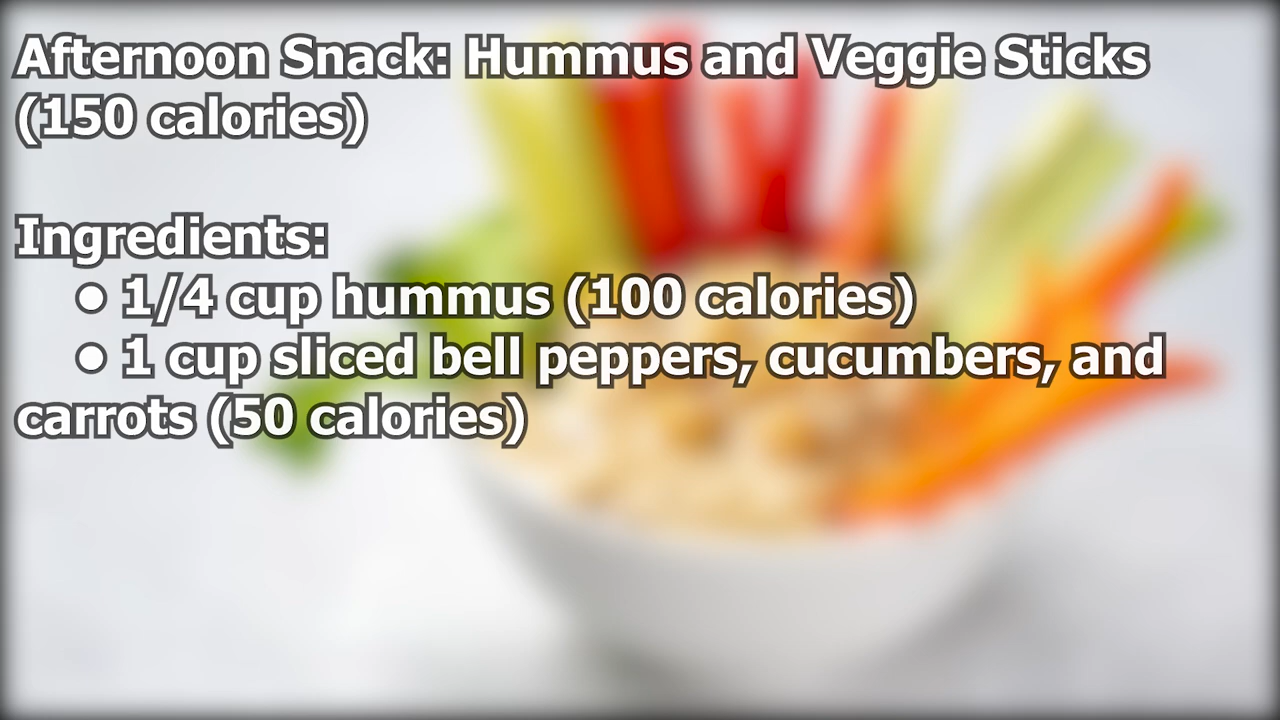 Afternoon Snack: Hummus and Veggie Sticks
(150 calories)
Ingredients:
● 1/4 cup hummus (100 calories)
● 1 cup sliced bell peppers, cucumbers, and
carrots (50 calories)